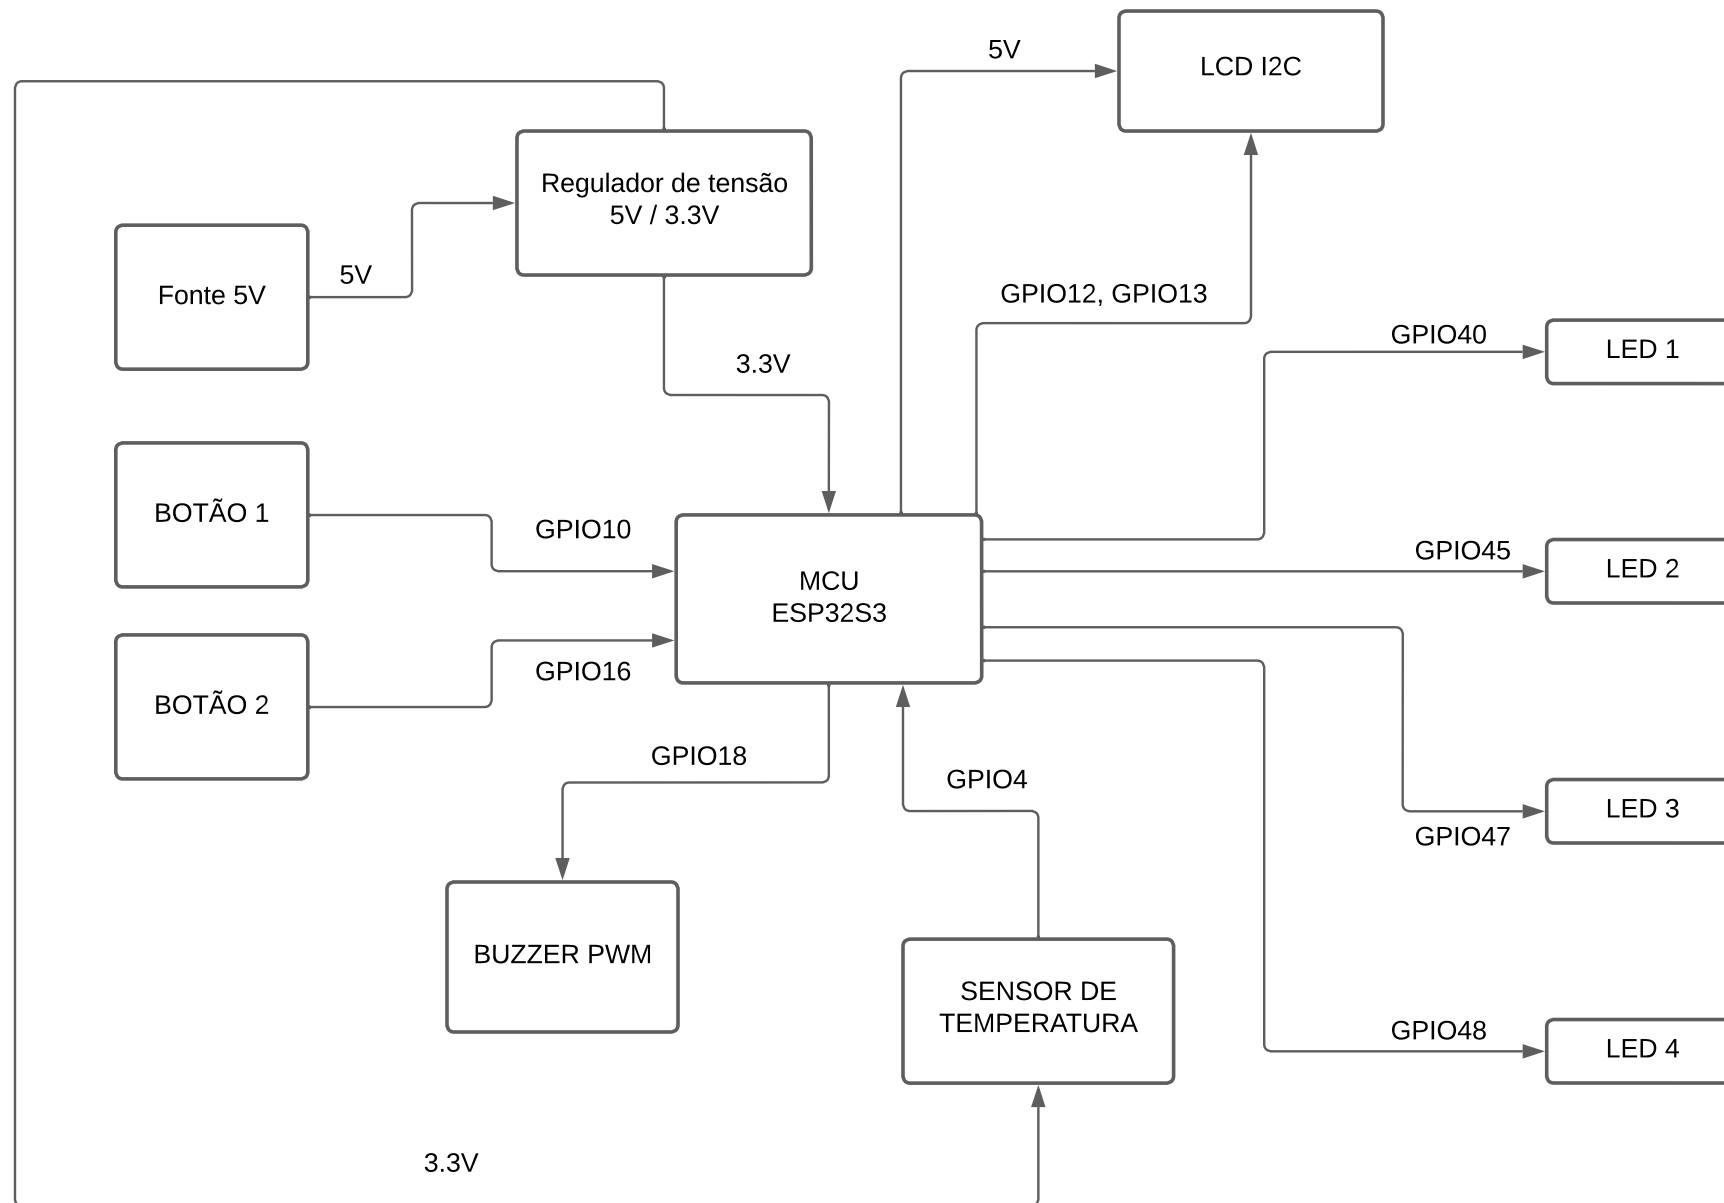 5V
LCD I2C
Regulador de tensão
5V / 3.3V
5V
Fonte 5V
GPIO12, GPIO13
GPIO40
LED 1
3.3V
BOTÃO 1
GPIO10
GPIO45
LED 2
MCU
ESP32S3
GPIO16
BOTÃO 2
GPIO18
GPIO4
LED 3
GPIO47
BUZZER PWM
SENSOR DE
TEMPERATURA
GPIO48
LED 4
3.3V